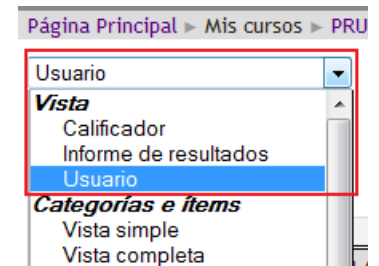 Página Principal ► Mis cursos ► PRU
Usuario
Vista
Calificador
Informe de resultados
Usuario
Categorías e ítems
Vista simple
Vista completa